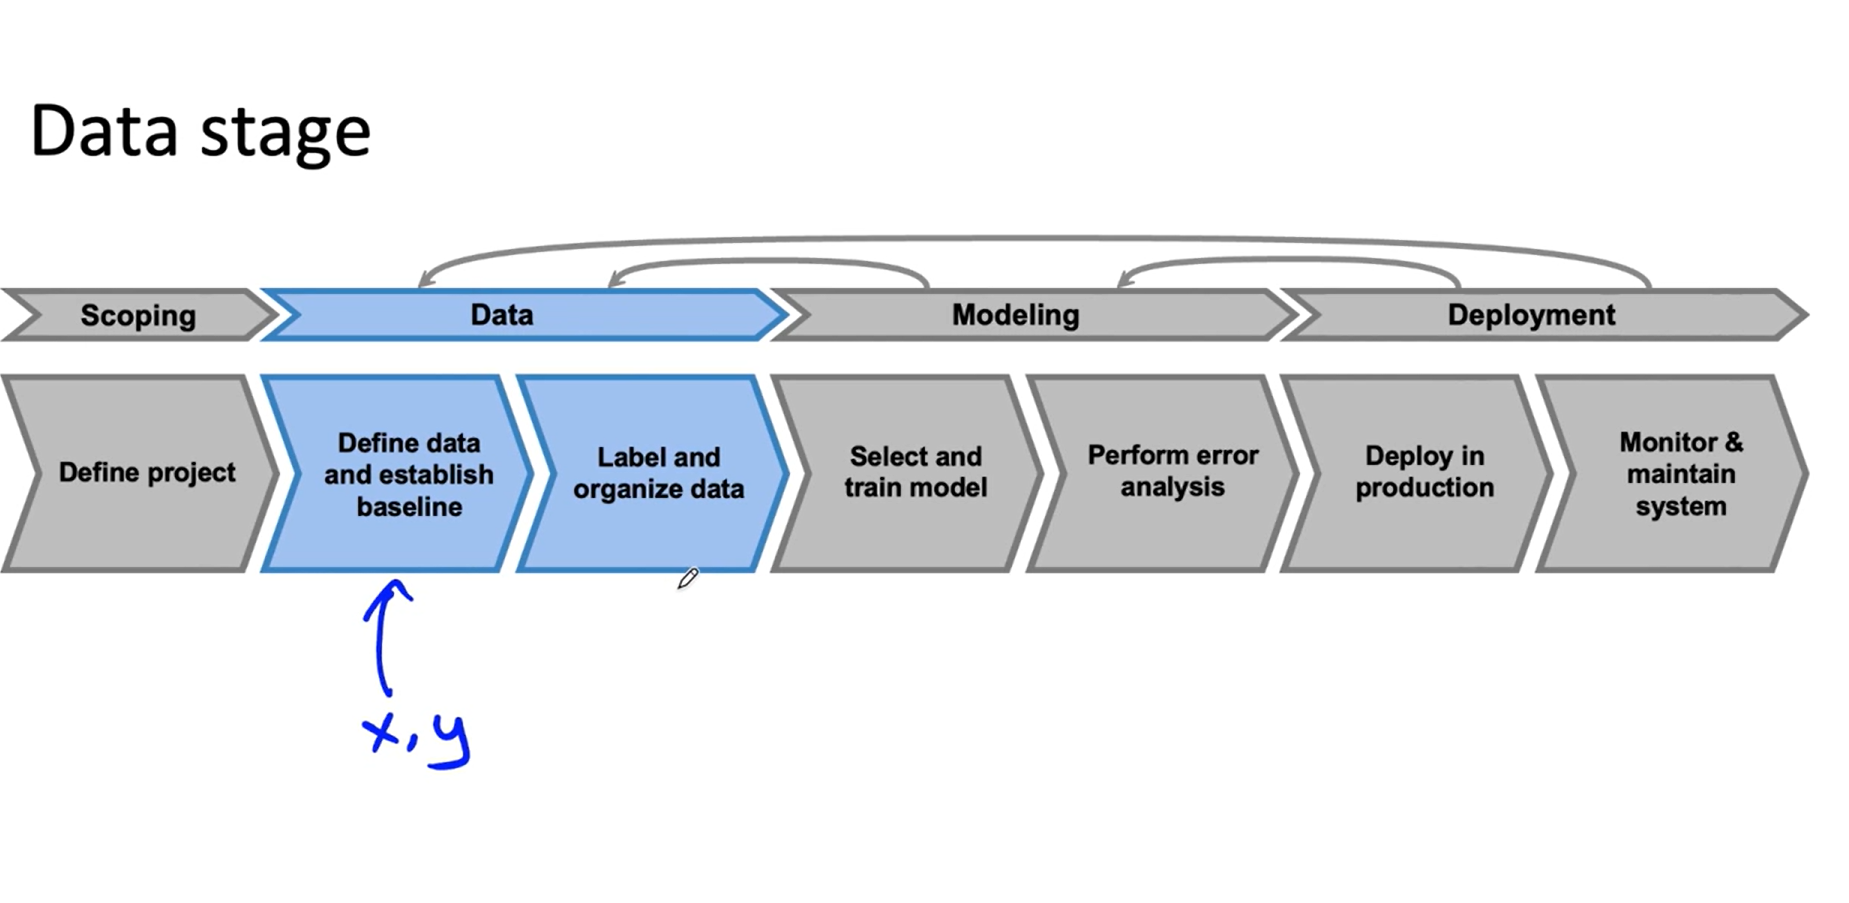 Data stage
Scoping
Data
Modeling
Deployment
Define project
Define data
and establish
baseline
Label and
organize data
Select and
train model
Perform error
analysis
Deploy in
production
Monitor &
maintain
system
x, y